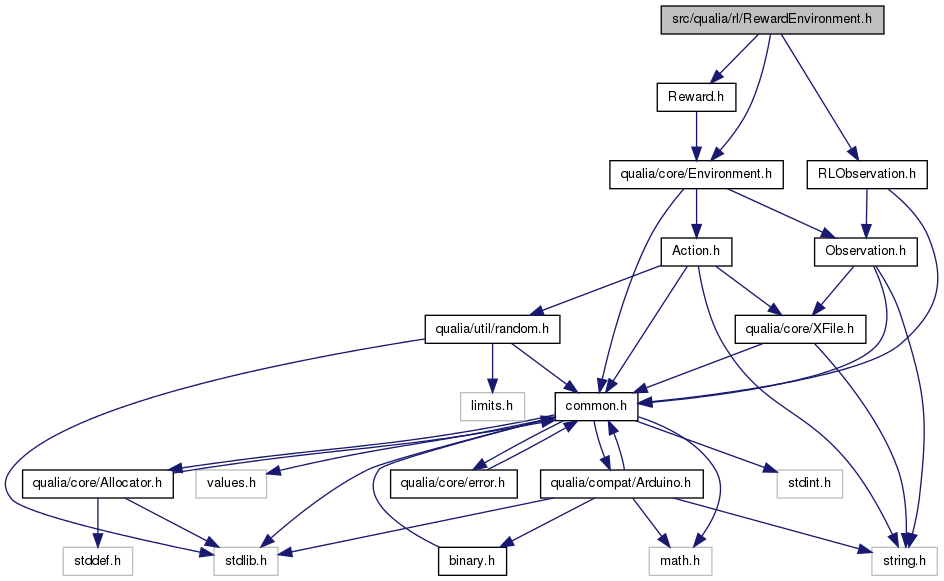 src/qualia/rl/RewardEnvironment.h
Reward.h
qualia/core/Environment.h
RLObservation.h
Action.h
Observation.h
qualia/util/random.h
qualia/core/XFile.h
limits.h
common.h
qualia/core/Allocator.h
values.h
qualia/core/error.h
qualia/compat/Arduino.h
stdint.h
stddef.h
stdlib.h
binary.h
math.h
string.h